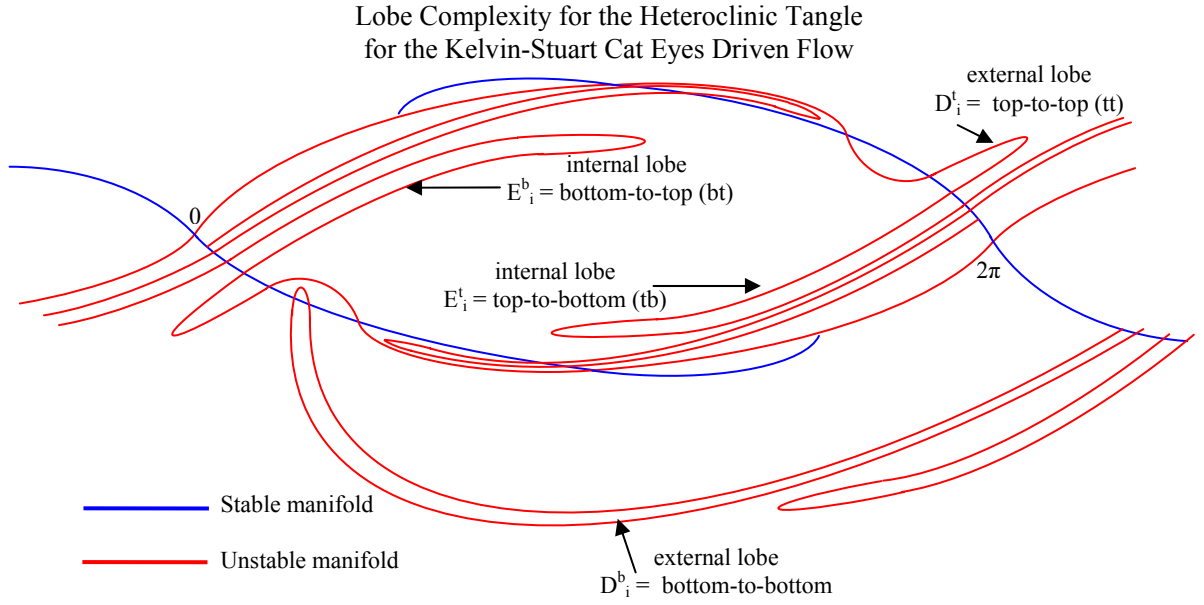 Lobe Complexity for the Heteroclinic Tangle
for the Kelvin-Stuart Cat Eyes Driven Flow
external lobe
Dᵗᵢ = top-to-top (tt)
internal lobe
Eᵇᵢ = bottom-to-top (bt)
0
internal lobe
Eᵗᵢ = top-to-bottom (tb)
2π
Stable manifold
Unstable manifold
external lobe
Dᵇᵢ = bottom-to-bottom